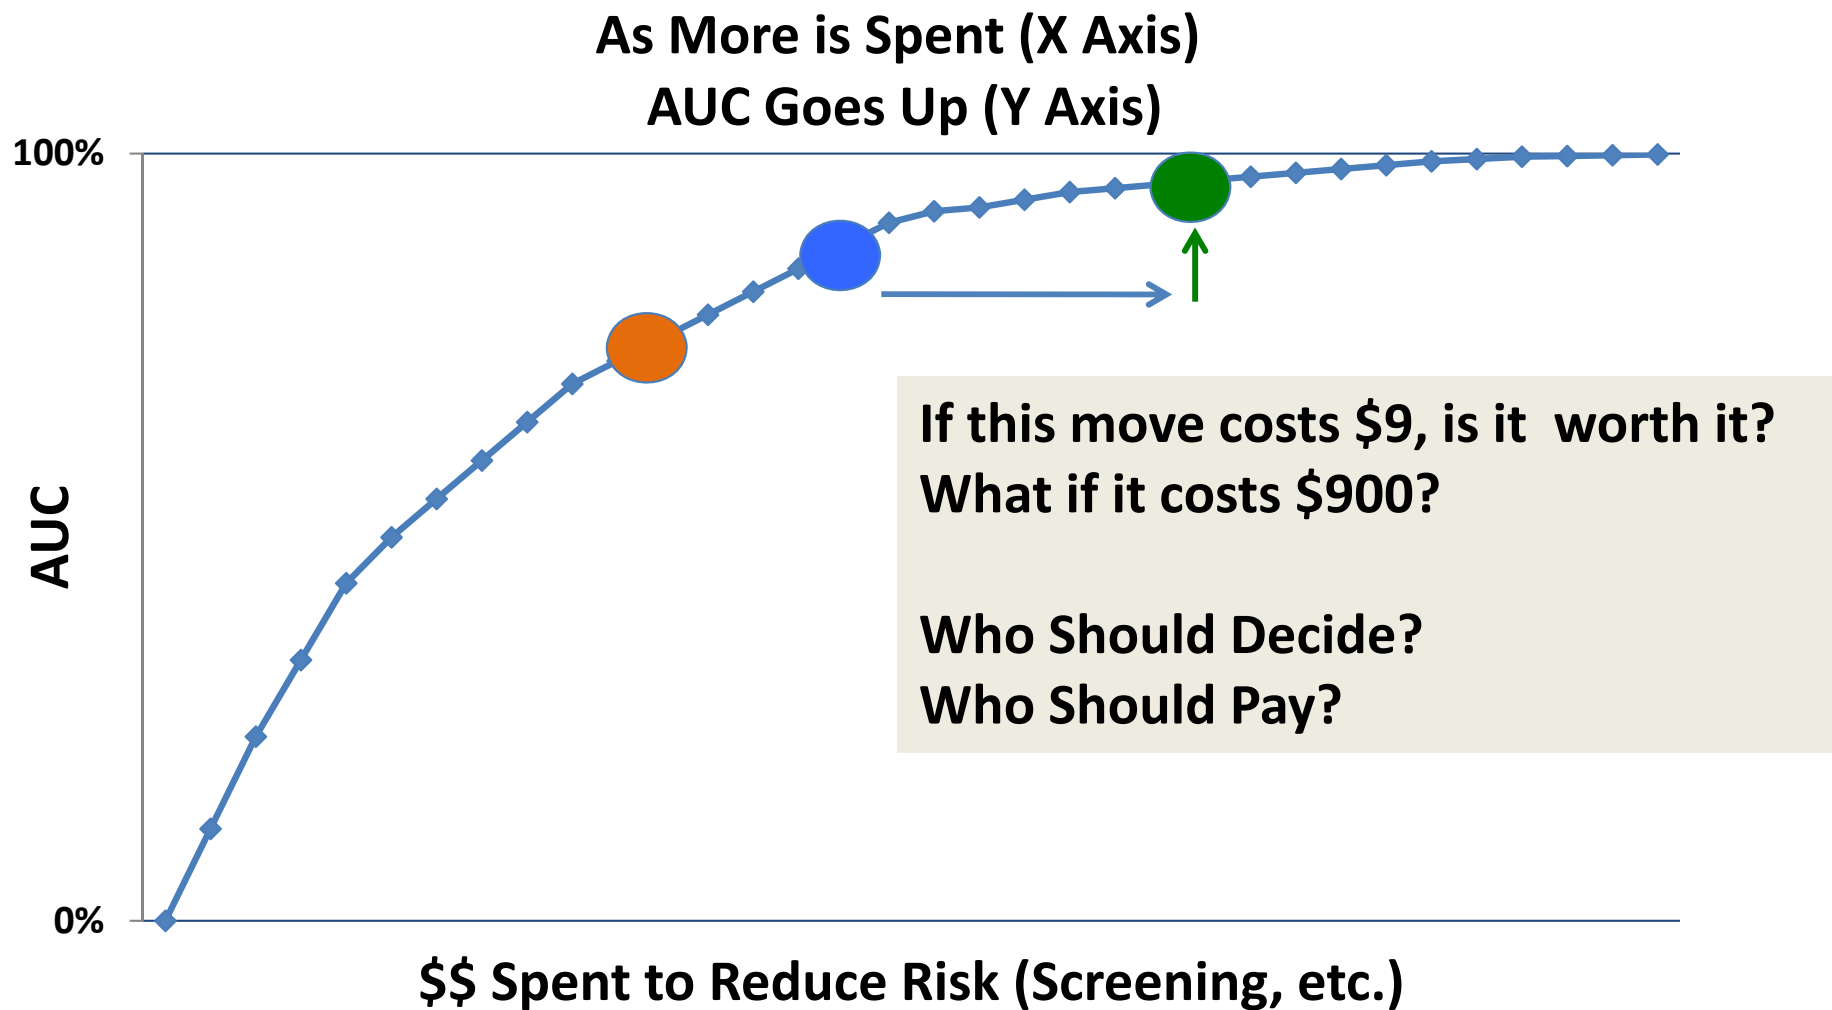 As More is Spent (X Axis)
AUC Goes Up (Y Axis)
100%
AUC
If this move costs $9, is it  worth it?
What if it costs $900?
Who Should Decide?
Who Should Pay?
0%
$$ Spent to Reduce Risk (Screening, etc.)